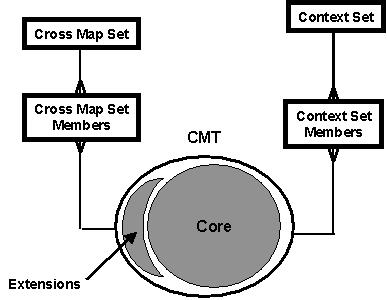 Cross Map Set
Context Set
Cross Map Set
Members
Context Set
Members
CMT
Core
Extensions